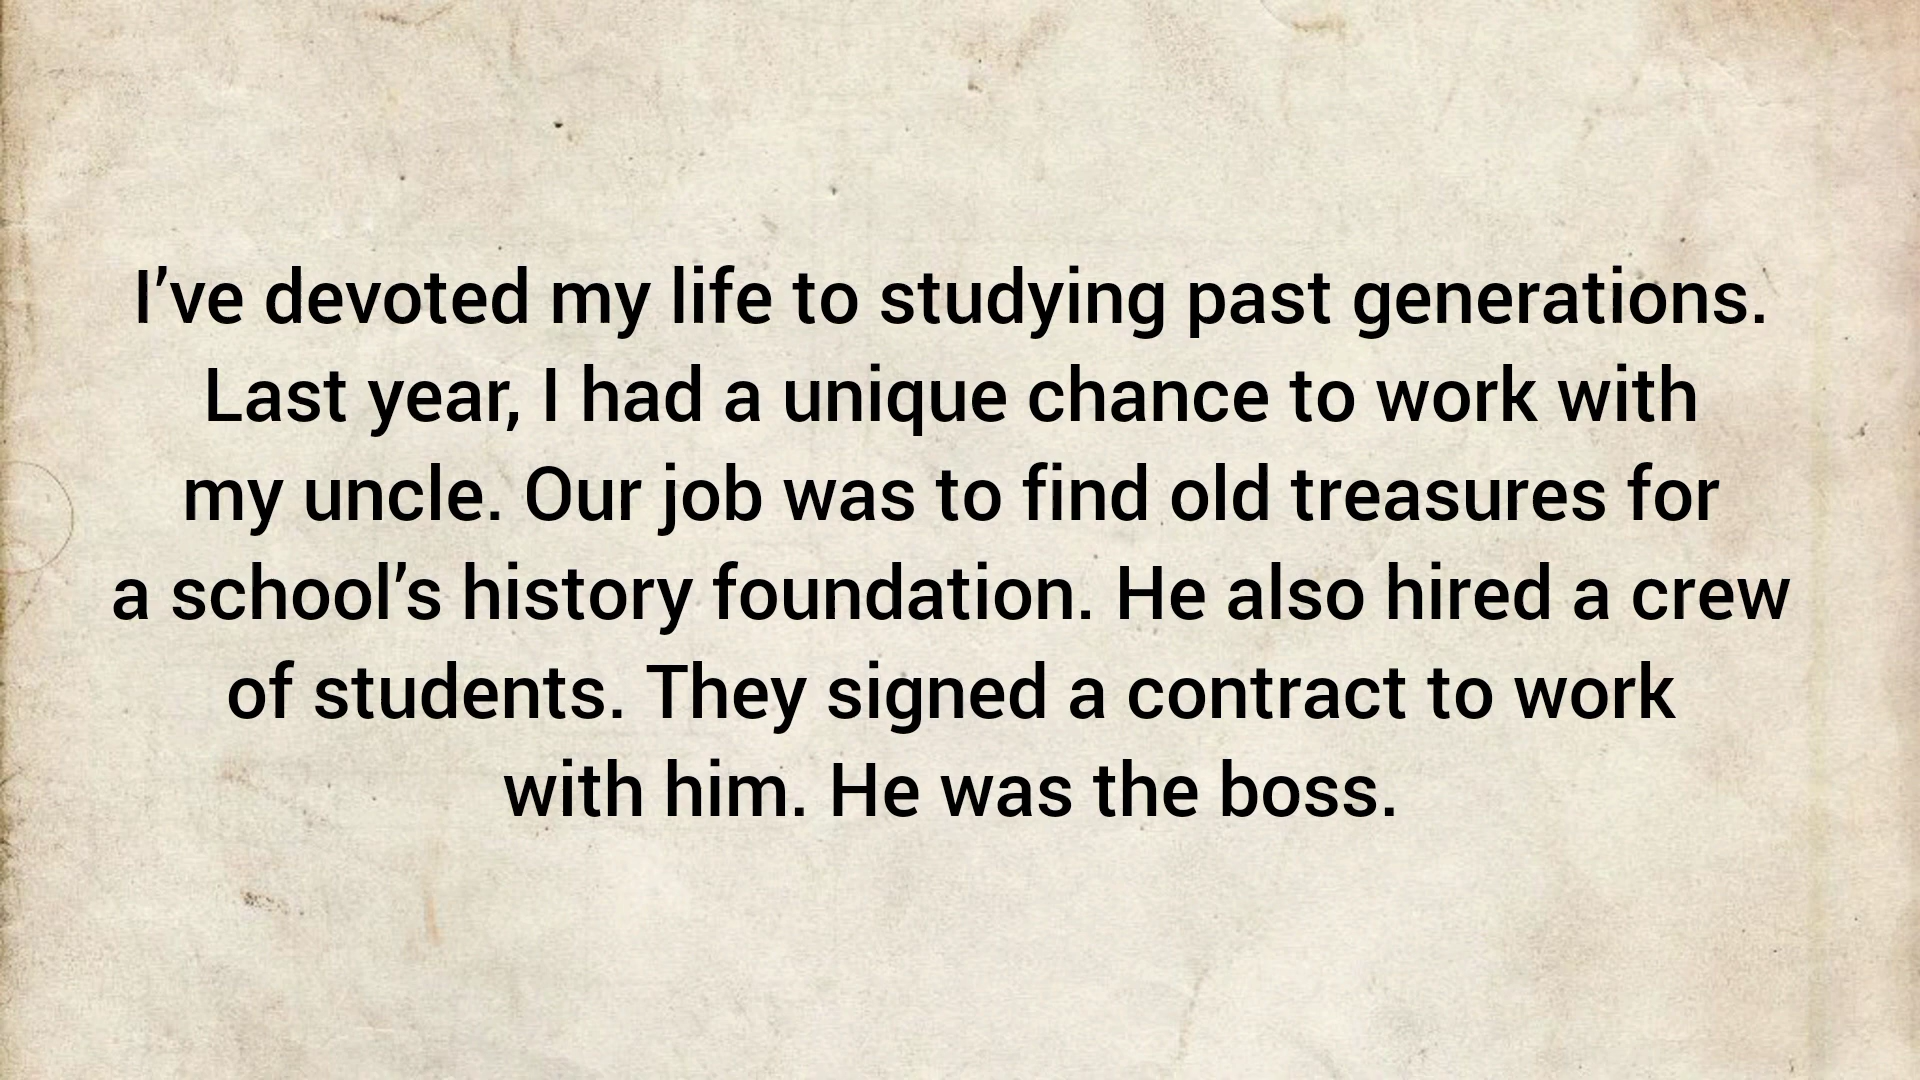 I’ve devoted my life to studying past generations.
Last year, I had a unique chance to work with
my uncle. Our job was to find old treasures for
a school’s history foundation. He also hired a crew
of students. They signed a contract to work
with him. He was the boss.